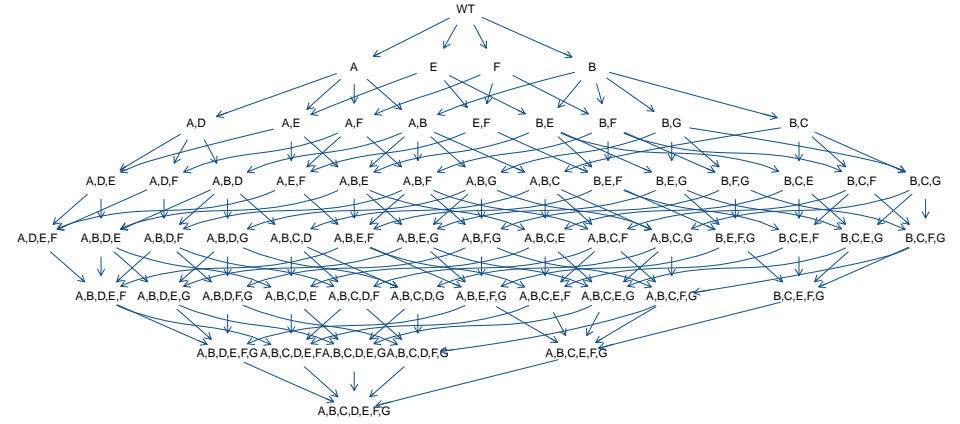 WT
A E F B
A,D A,E A,F A,B E,F B,E B,F B,G B,C
A,D,E A,D,F A,B,D A,E,F A,B,E A,B,F A,B,G A,B,C B,E,F B,E,G B,F,G B,C,E B,C,F B,C,G
A,D,E,F A,B,D,E A,B,D,F A,B,D,G A,B,C,D A,B,E,F A,B,E,G A,B,F,G A,B,C,E A,B,C,F A,B,C,G B,E,F,G B,C,E,F B,C,E,G B,C,F,G
A,B,D,E,F A,B,D,E,G A,B,D,F,G A,B,C,D,E A,B,C,D,F A,B,C,D,G A,B,E,F,G A,B,C,E,F A,B,C,E,G A,B,C,F,G B,C,E,F,G
A,B,D,E,F,G A,B,C,D,E,F A,B,C,D,E,G A,B,C,D,F,G A,B,C,E,F,G
A,B,C,D,E,F,G